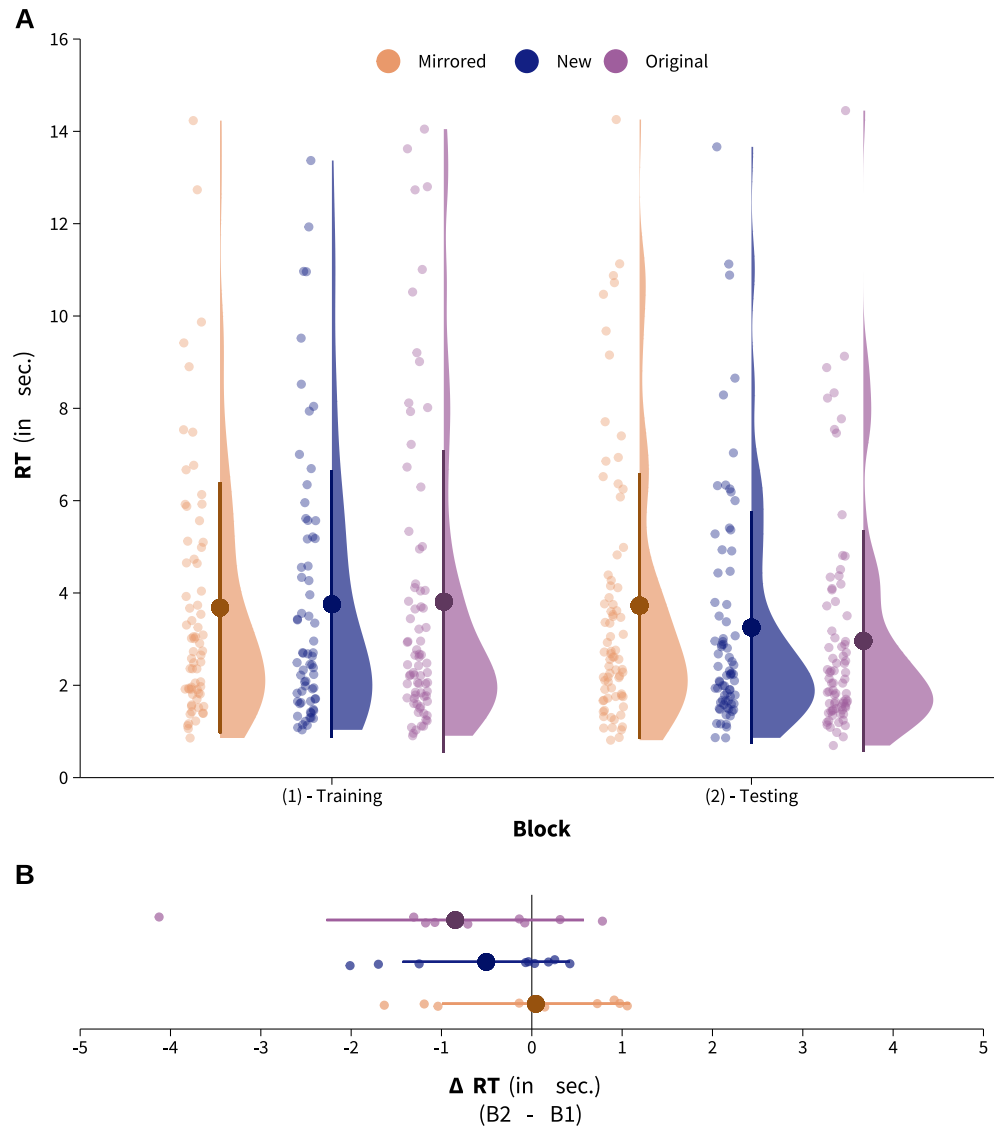 A
Mirrored New Original
16
14
12
10
8
6
4
2
0
RT (in sec.)
(1) - Training (2) - Testing
Block
B
-5 -4 -3 -2 -1 0 1 2 3 4 5
Δ RT (in sec.)
(B2 - B1)